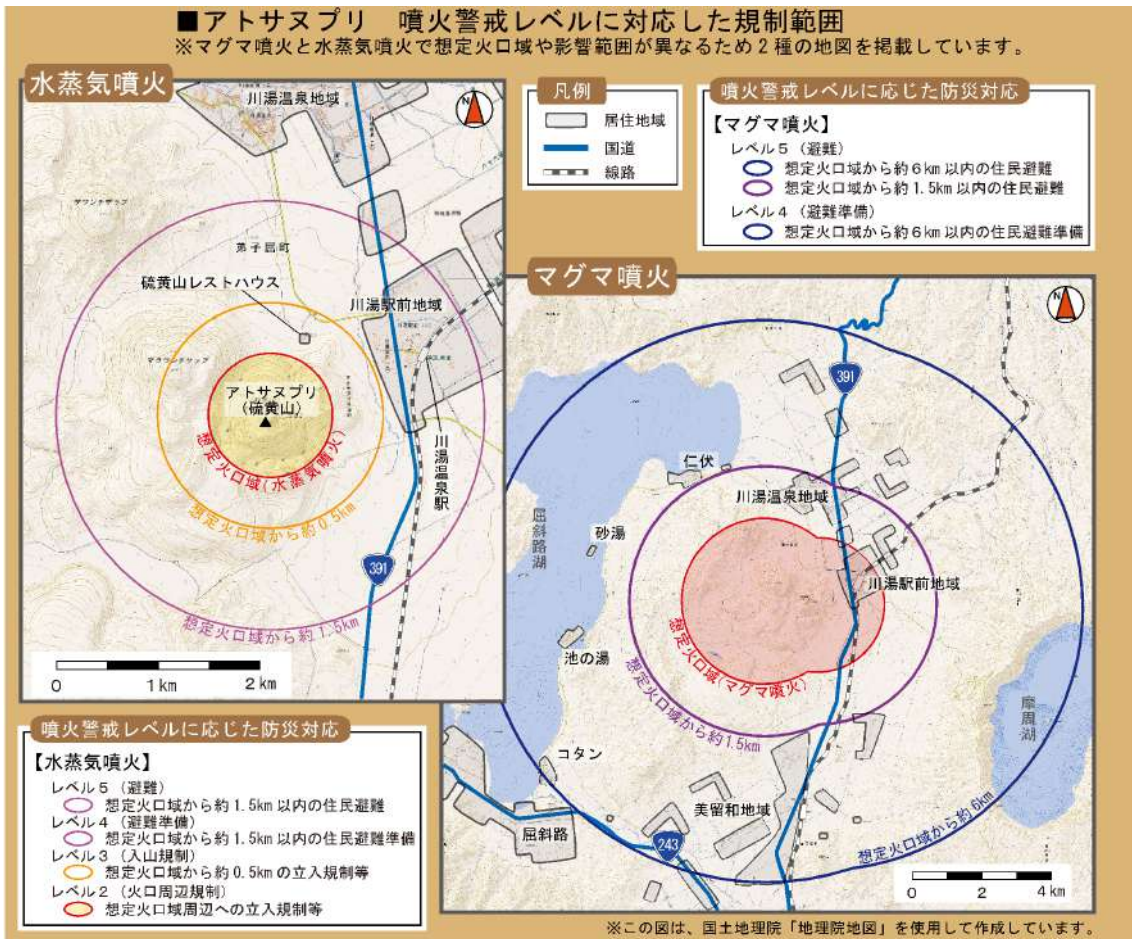 ■アトサヌプリ 噴火警戒レベルに対応した規制範囲
※マグマ噴火と水蒸気噴火で想定火口域や影響範囲が異なるため2種の地図を掲載しています。
水蒸気噴火
川湯温泉地域
N
サワンチサップ
弟子屈町
硫黄山レストハウス
川湯駅前地域
マクワンチサップ
アトサヌプリ
(硫黄山)
想定火口域(水蒸気噴火)
川湯温泉駅
想定火口域から約0.5km
391
想定火口域から約1.5km
0 1km 2km
凡例
居住地域
国道
線路
噴火警戒レベルに応じた防災対応
【マグマ噴火】
レベル5(避難)
想定火口域から約6km以内の住民避難
想定火口域から約1.5km以内の住民避難
レベル4(避難準備)
想定火口域から約6km以内の住民避難準備
マグマ噴火
N
391
仁伏
川湯温泉地域
屈斜路湖
砂湯
川湯駅前地域
想定火口域(マグマ噴火)
池の湯
想定火口域から約1.5km
摩周湖
コタン
美留和地域
屈斜路
243
想定火口域から約6km
0 2 4km
噴火警戒レベルに応じた防災対応
【水蒸気噴火】
レベル5(避難)
想定火口域から約1.5km以内の住民避難
レベル4(避難準備)
想定火口域から約1.5km以内の住民避難準備
レベル3(入山規制)
想定火口域から約0.5kmの立入規制等
レベル2(火口周辺規制)
想定火口域周辺への立入規制等
※この図は、国土地理院「地理院地図」を使用して作成しています。